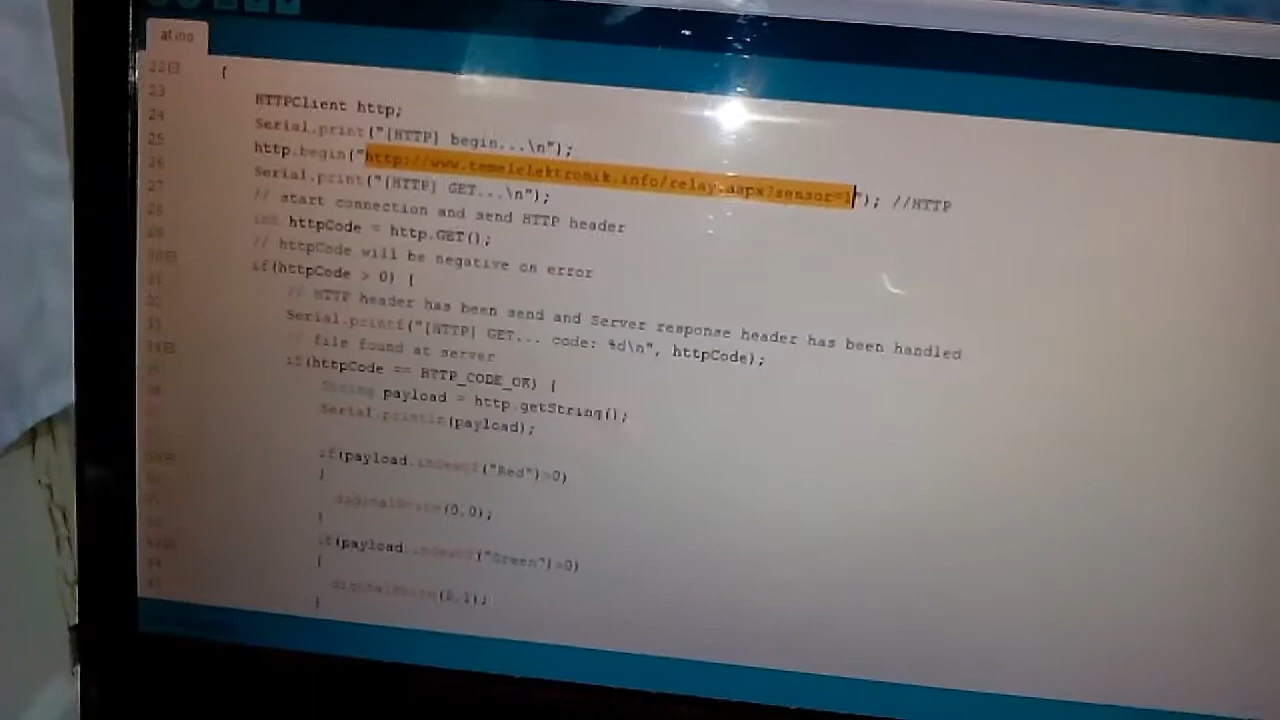 22 {
23
24 HTTPClient http;
25 Serial.print("[HTTP] begin...\n");
26 http.begin("http://www.temelelektronik.info/relay.aspx?sensor=1"); //HTTP
27 Serial.print("[HTTP] GET...\n");
28 // start connection and send HTTP header
29 int httpCode = http.GET();
30 // httpCode will be negative on error
31 if(httpCode > 0) {
32 // HTTP header has been send and Server response header has been handled
33 Serial.printf("[HTTP] GET... code: %d\n", httpCode);
34 // file found at server
if(httpCode == HTTP_CODE_OK) {
String payload = http.getString();
Serial.println(payload);
if(payload.indexOf("Red")>0)
{
digitalWrite(0,0);
}
if(payload.indexOf("Green")>0)
{
digitalWrite(0,1);
}